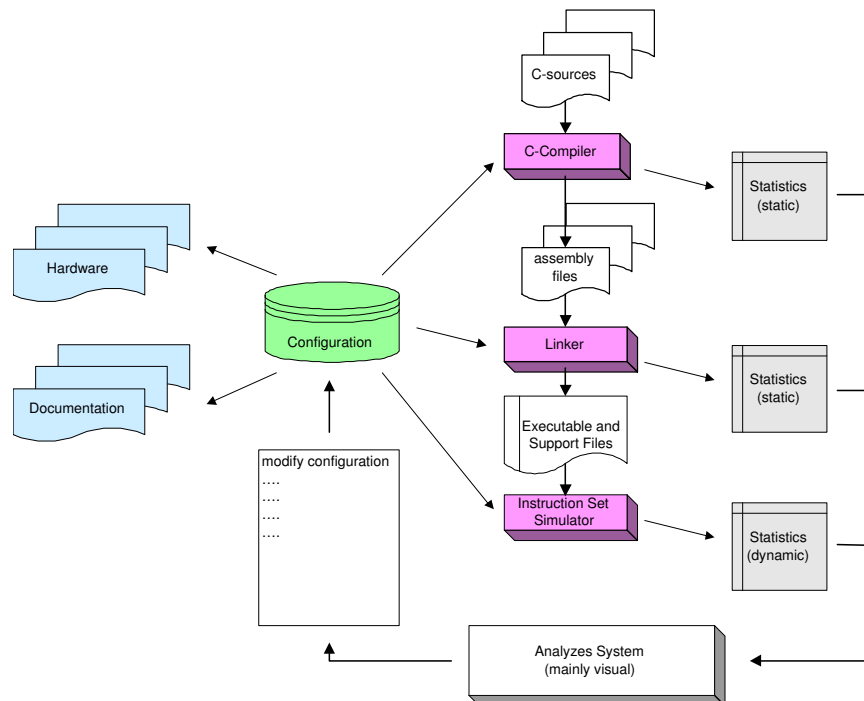 C-sources
C-Compiler
Statistics
(static)
Hardware
assembly
files
Configuration
Linker
Statistics
(static)
Documentation
Executable and
Support Files
modify configuration
....
....
....
....
Instruction Set
Simulator
Statistics
(dynamic)
Analyzes System
(mainly visual)